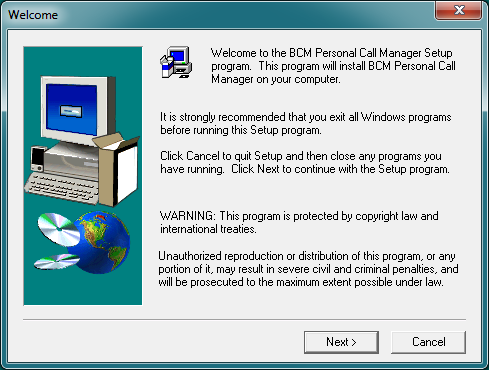 Welcome
Welcome to the BCM Personal Call Manager Setup
program. This program will install BCM Personal Call
Manager on your computer.
It is strongly recommended that you exit all Windows programs
before running this Setup program.
Click Cancel to quit Setup and then close any programs you
have running. Click Next to continue with the Setup program.
WARNING: This program is protected by copyright law and
international treaties.
Unauthorized reproduction or distribution of this program, or any
portion of it, may result in severe civil and criminal penalties, and
will be prosecuted to the maximum extent possible under law.
Next >
Cancel